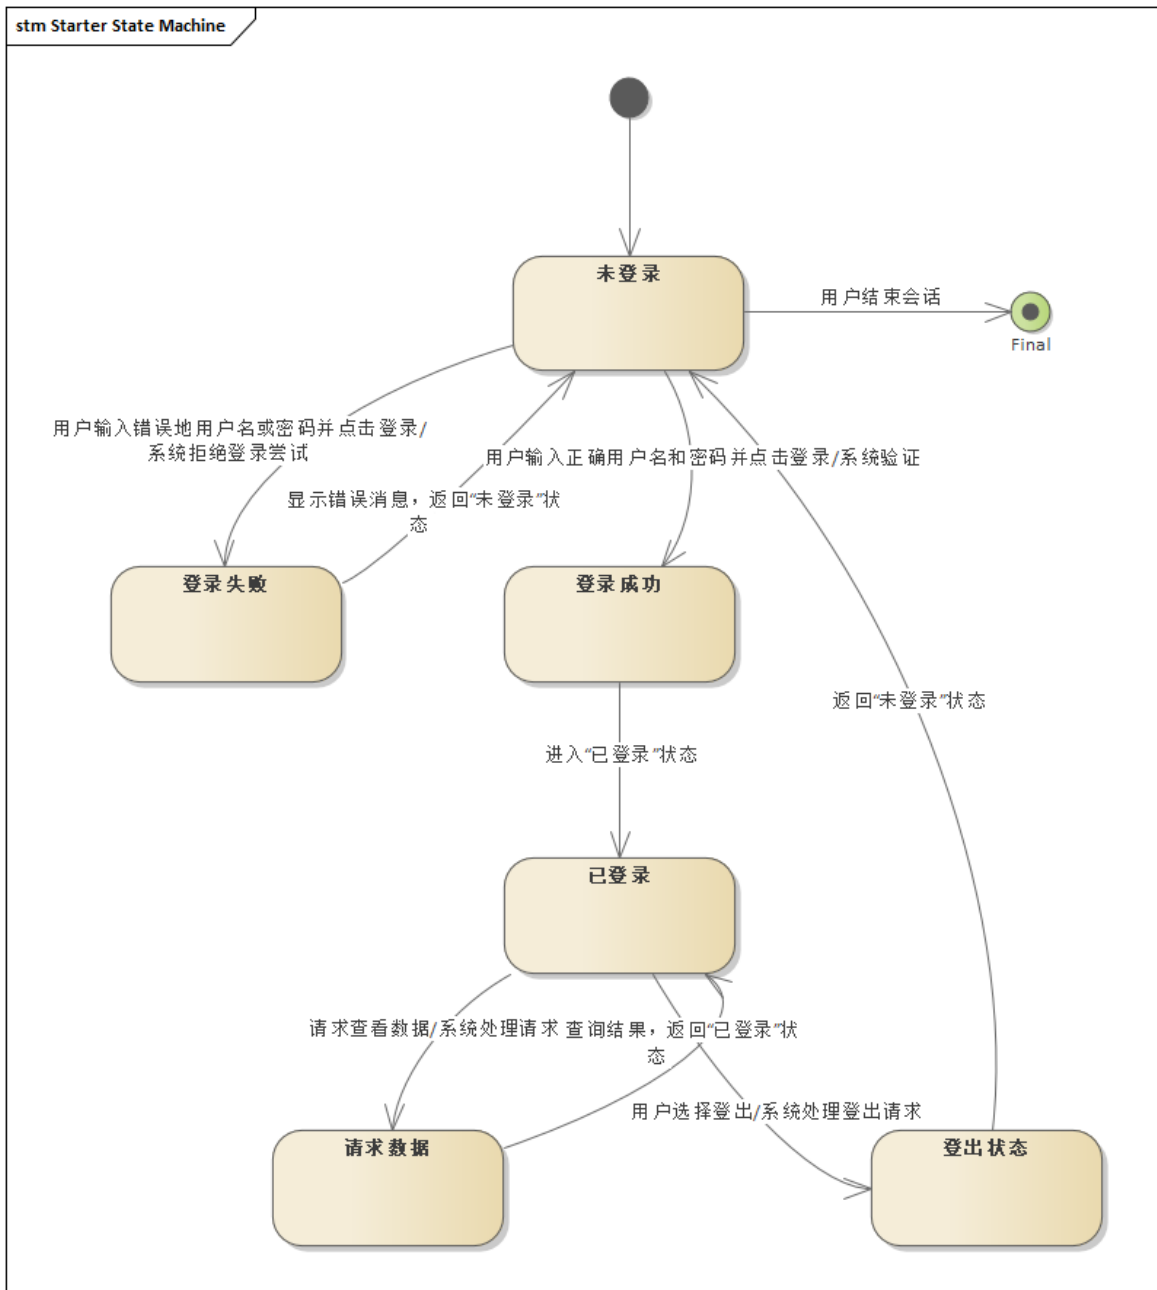 stm Starter State Machine
未登录
用户结束会话
Final
用户输入错误地用户名或密码并点击登录/
系统拒绝登录尝试
用户输入正确用户名和密码并点击登录/系统验证
显示错误消息，返回“未登录”状
态
登录失败
登录成功
返回“未登录”状态
进入“已登录”状态
已登录
请求查看数据/系统处理请求
查询结果，返回“已登录”状
态
用户选择登出/系统处理登出请求
请求数据
登出状态